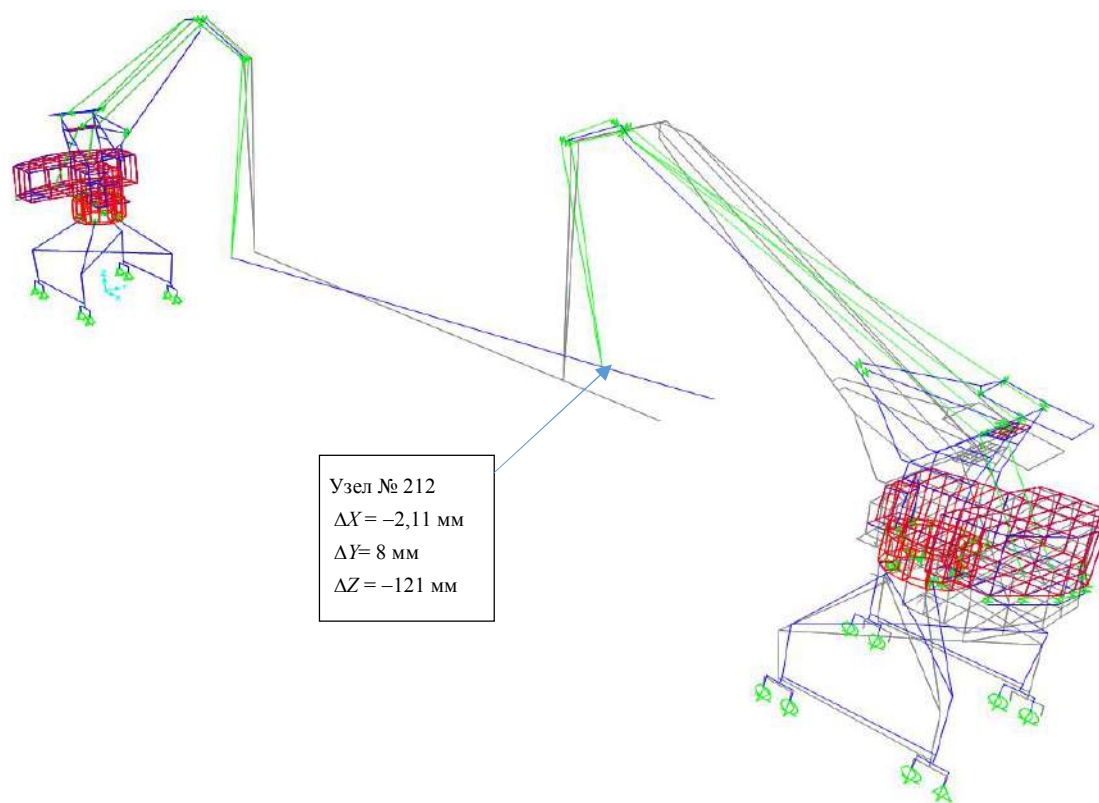 Узел № 212
ΔX = –2,11 мм
ΔY= 8 мм
ΔZ = –121 мм